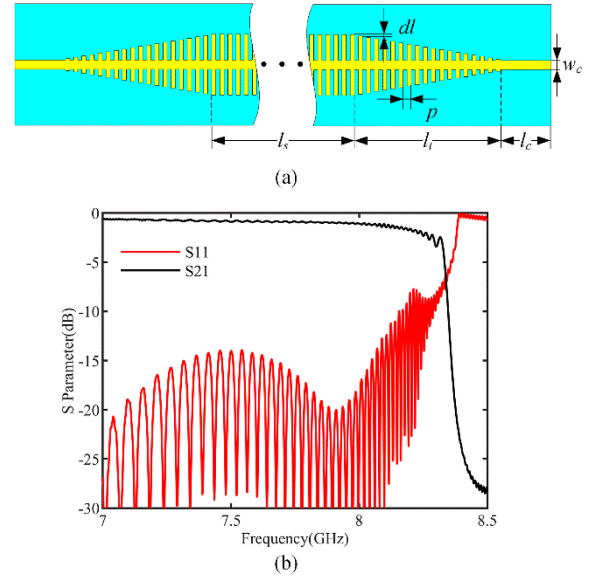 dl
w_c
p
l_s
l_i
l_c
(a)
0
-5
-10
-15
-20
-25
-30
S Parameter(dB)
S11
S21
7
7.5
8
8.5
Frequency(GHz)
(b)